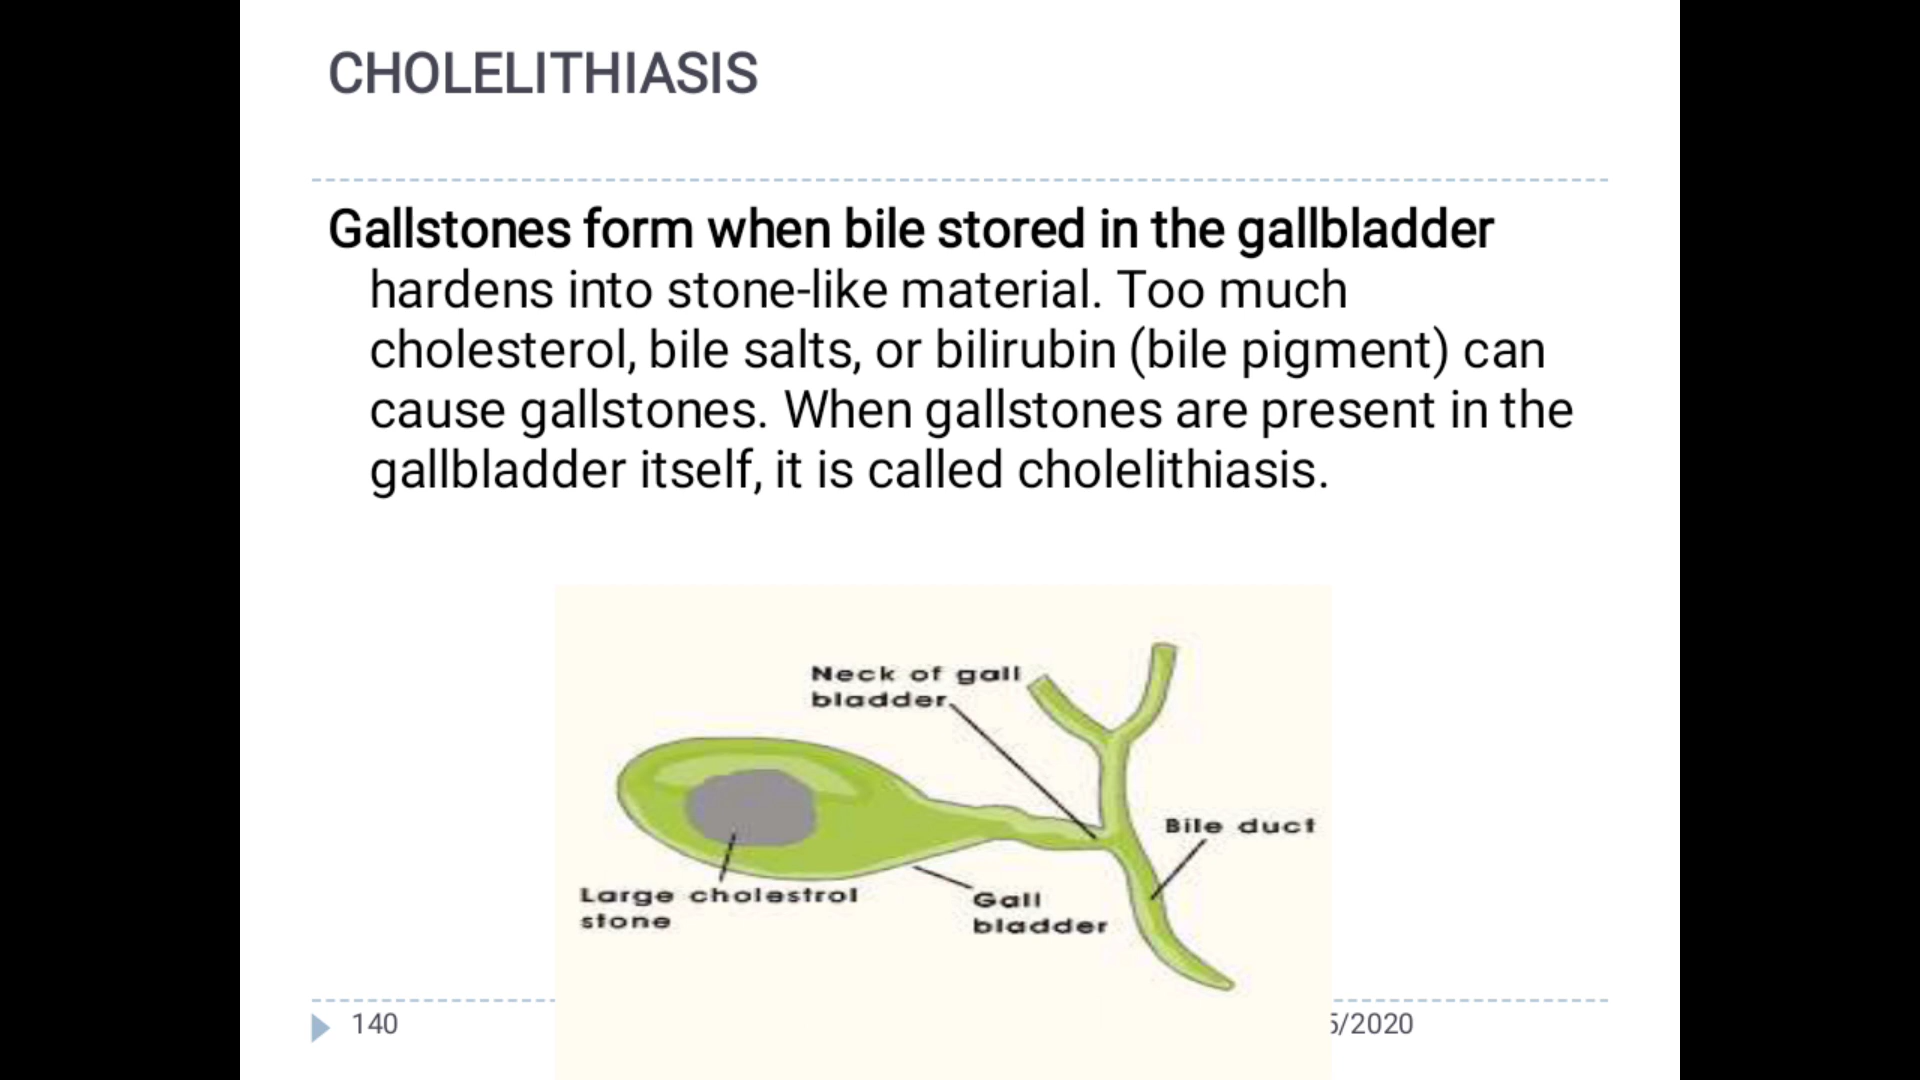 CHOLELITHIASIS
Gallstones form when bile stored in the gallbladder
hardens into stone-like material. Too much
cholesterol, bile salts, or bilirubin (bile pigment) can
cause gallstones. When gallstones are present in the
gallbladder itself, it is called cholelithiasis.
Neck of gall
bladder
Bile duct
Large cholestrol
stone
Gall
bladder
140
5/2020